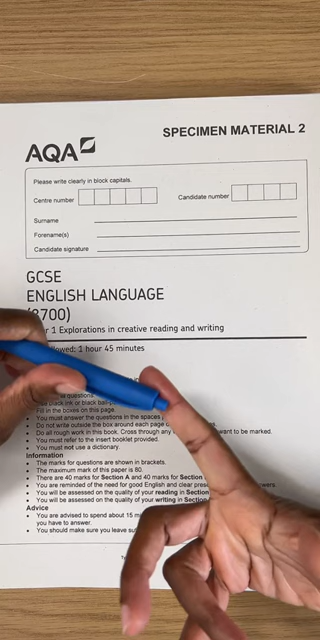 SPECIMEN MATERIAL 2
AQA
Please write clearly in block capitals.
Centre number
Candidate number
Surname
Forename(s)
Candidate signature
GCSE
ENGLISH LANGUAGE
700)
1 Explorations in creative reading and writing
1 hour 45 minutes
questions.
black ink or black
Fill in the boxes on this page.
• You must answer the questions in the spaces
• Do not write outside the box around each page
• Do all rough work in this book. Cross through any want to be marked.
• You must refer to the insert booklet provided.
• You must not use a dictionary.
Information
• The marks for questions are shown in brackets.
• The maximum mark of this paper is 80.
• There are 40 marks for Section A and 40 marks for Section
• You are reminded of the need for good English and clear
• You will be assessed on the quality of your reading in Section
• You will be assessed on the quality of your writing in Section
Advice
• You are advised to spend about 15
you have to answer.
• You should make sure you leave